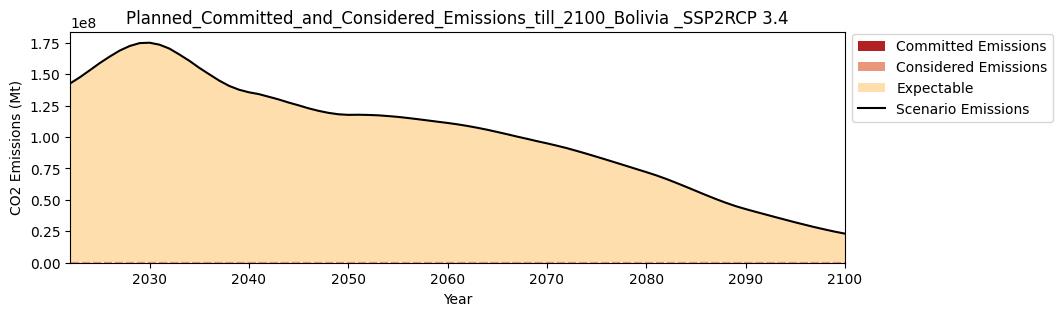 Planned_Committed_and_Considered_Emissions_till_2100_Bolivia _SSP2RCP 3.4
1e8
1.75
1.50
1.25
1.00
0.75
0.50
0.25
0.00
CO2 Emissions (Mt)
2030 2040 2050 2060 2070 2080 2090 2100
Year
Committed Emissions
Considered Emissions
Expectable
Scenario Emissions